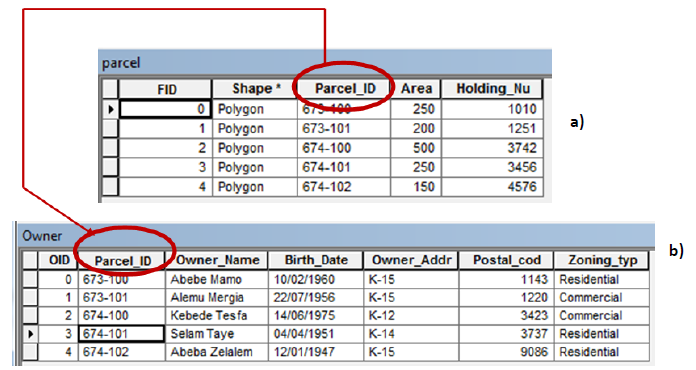 parcel
FID Shape * Parcel_ID Area Holding_Nu
0 Polygon 673-100 250 1010
1 Polygon 673-101 200 1251
2 Polygon 674-100 500 3742
3 Polygon 674-101 250 3456
4 Polygon 674-102 150 4576
a)
Owner
OID Parcel_ID Owner_Name Birth_Date Owner_Addr Postal_cod Zoning_typ
0 673-100 Abebe Mamo 10/02/1960 K-15 1143 Residential
1 673-101 Alemu Mergia 22/07/1956 K-15 1220 Commercial
2 674-100 Kebede Tesfa 14/06/1975 K-12 3423 Commercial
3 674-101 Selam Taye 04/04/1951 K-14 3737 Residential
4 674-102 Abeba Zelalem 12/01/1947 K-15 9086 Residential
b)